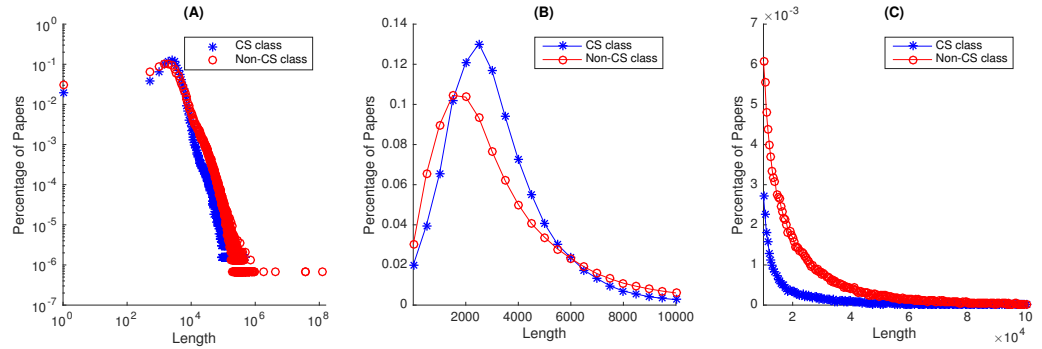 (A)
10^0
10^-1
10^-2
10^-3
10^-4
10^-5
10^-6
10^-7
Percentage of Papers
CS class
Non-CS class
10^0 10^2 10^4 10^6 10^8
Length
(B)
0.14
0.12
0.1
0.08
0.06
0.04
0.02
0
Percentage of Papers
CS class
Non-CS class
2000 4000 6000 8000 10000
Length
(C)
×10^-3
7
6
5
4
3
2
1
0
Percentage of Papers
CS class
Non-CS class
2 4 6 8 10
Length
×10^4